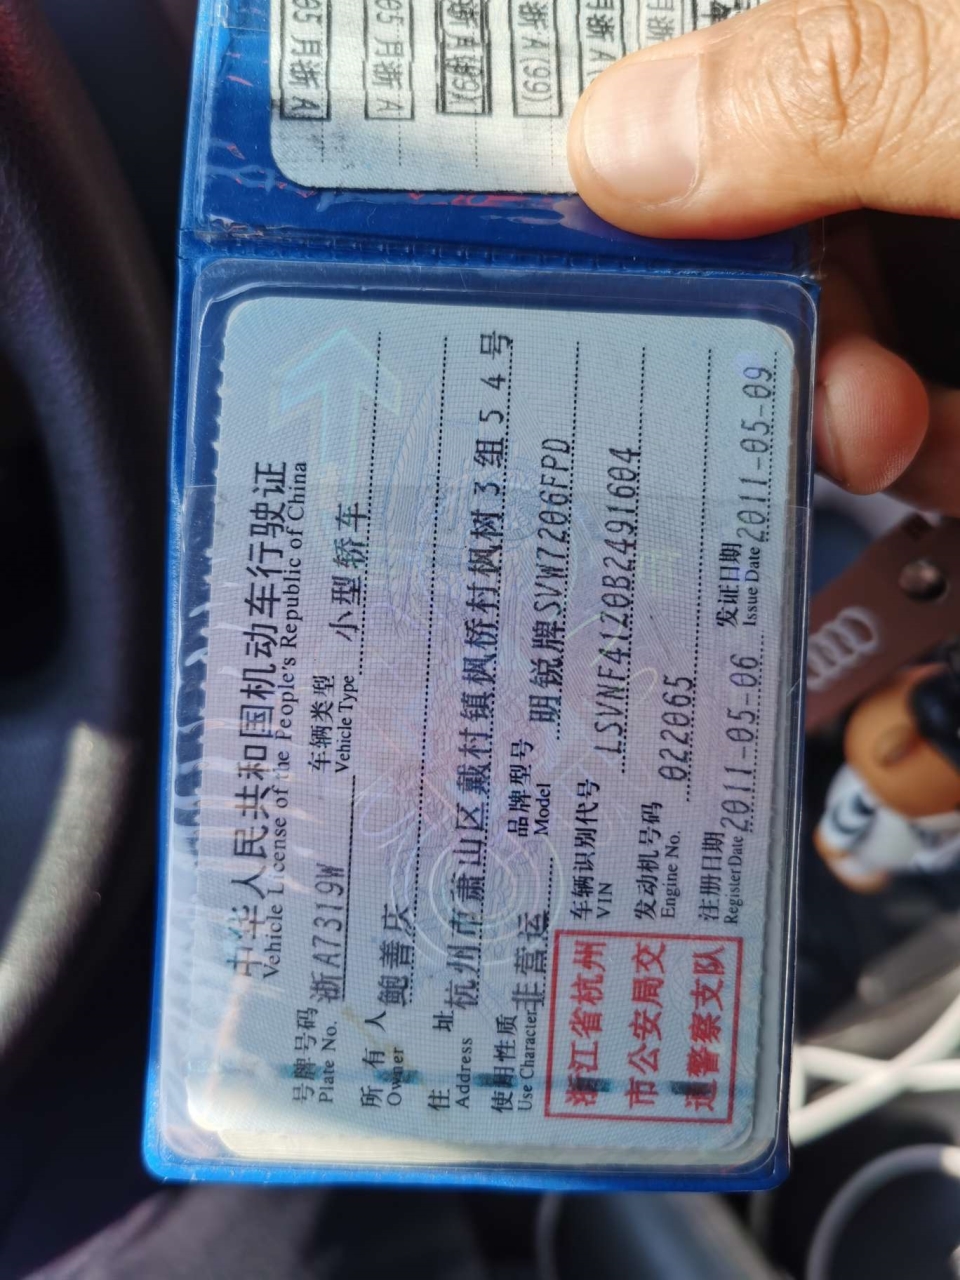 中华人民共和国机动车行驶证
Vehicle License of the People's Republic of China
号牌号码 浙A7319W 车辆类型 小型轿车
Plate No. Vehicle Type
所有人 鲍善庆
Owner
住址 杭州市萧山区戴村镇枫桥村枫树3组54号
Address
使用性质 非营运 品牌型号 明锐牌SVW7206FPD
Use Character Model
浙江省杭州
市公安局交
通警察支队
车辆识别代号 LSVNF4120B2491604
VIN
发动机号码 022065
Engine No.
注册日期 2011-05-06 发证日期 2011-05-09
Register Date Issue Date